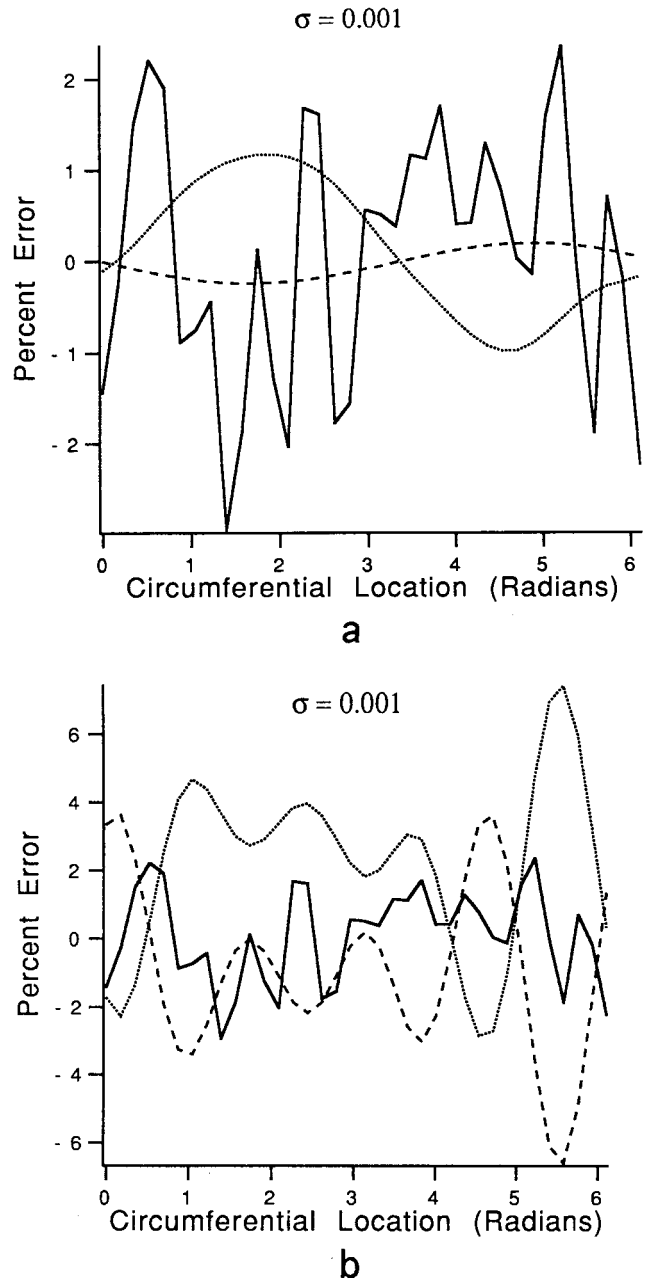 σ = 0.001
2
1
0
- 1
- 2
Percent Error
0 1 2 3 4 5 6
Circumferential Location (Radians)
a
σ = 0.001
6
4
2
0
- 2
- 4
- 6
Percent Error
0 1 2 3 4 5 6
Circumferential Location (Radians)
b